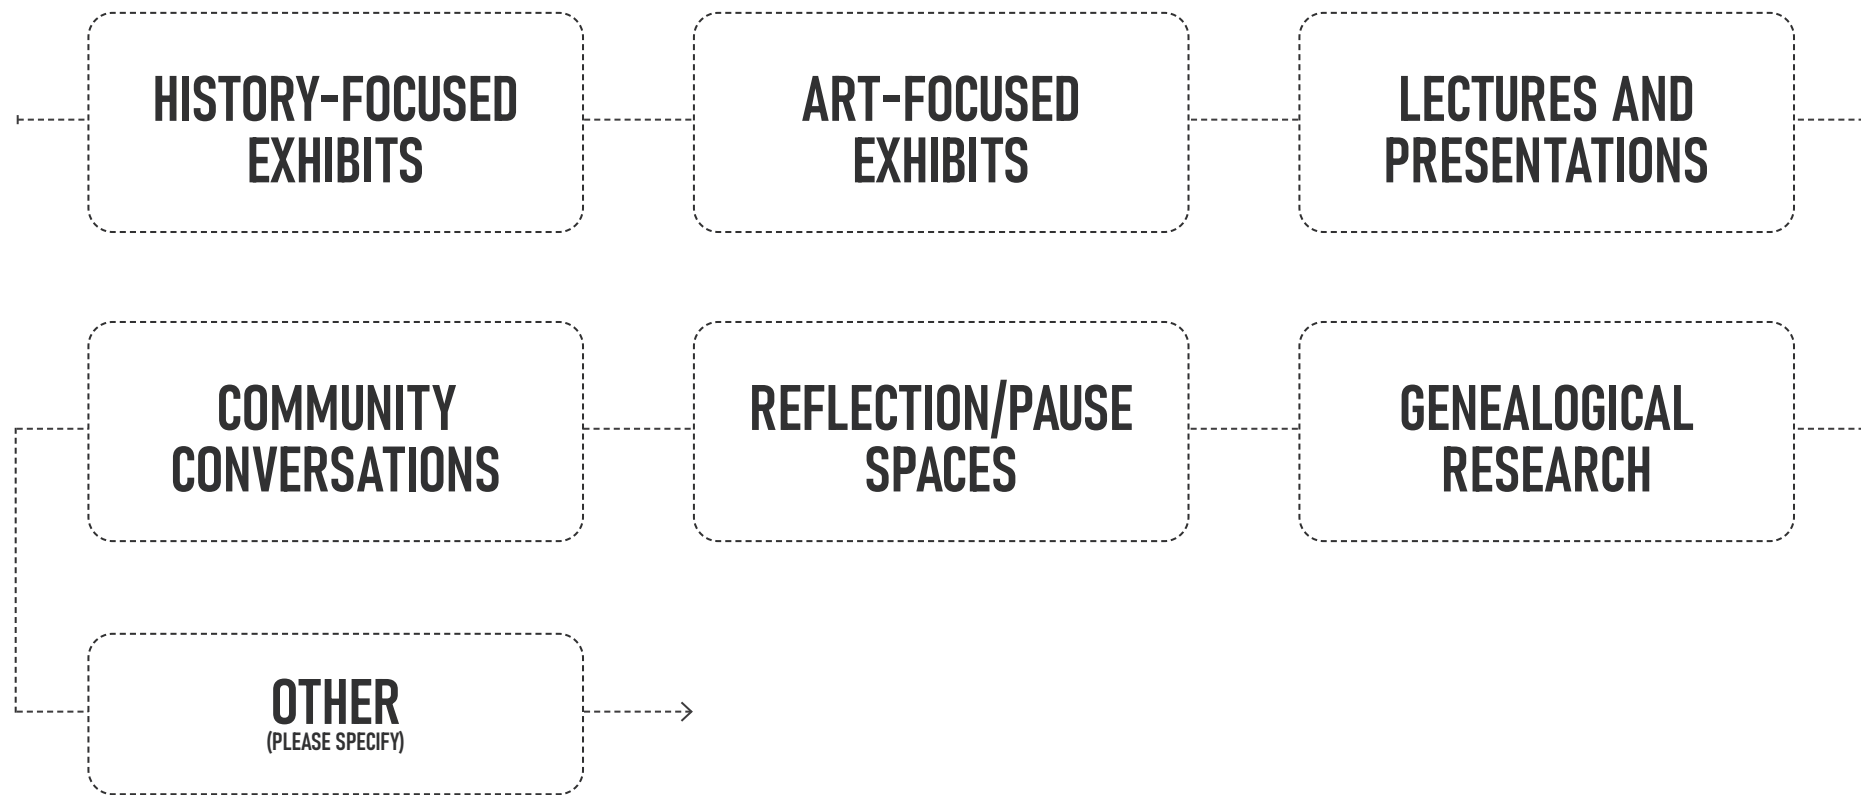 HISTORY-FOCUSED
EXHIBITS
ART-FOCUSED
EXHIBITS
LECTURES AND
PRESENTATIONS
COMMUNITY
CONVERSATIONS
REFLECTION/PAUSE
SPACES
GENEALOGICAL
RESEARCH
OTHER
(PLEASE SPECIFY)